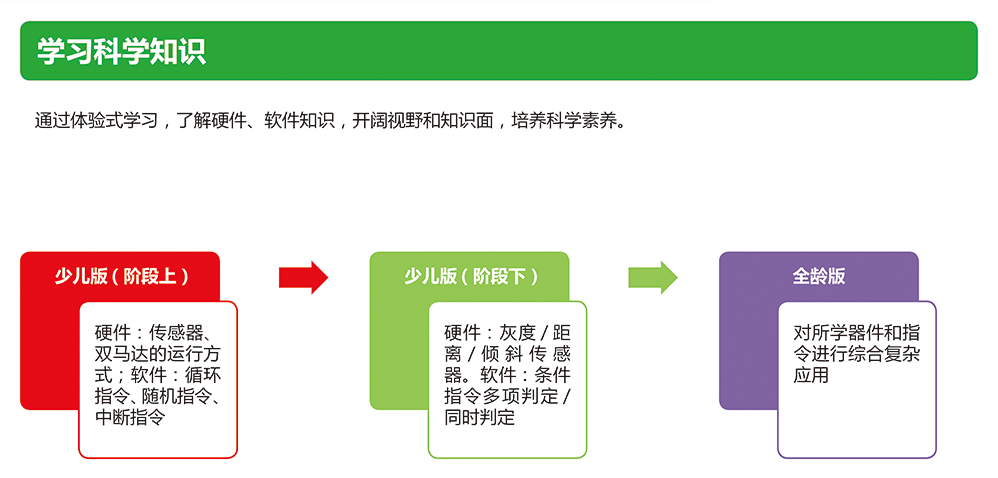 学习科学知识
通过体验式学习，了解硬件、软件知识，开阔视野和知识面，培养科学素养。
少儿版（阶段上）
硬件：传感器、
双马达的运行方
式；软件：循环
指令、随机指令、
中断指令
少儿版（阶段下）
硬件：灰度/距
离/倾斜传感
器。软件：条件
指令多项判定/
同时判定
全龄版
对所学器件和指
令进行综合复杂
应用